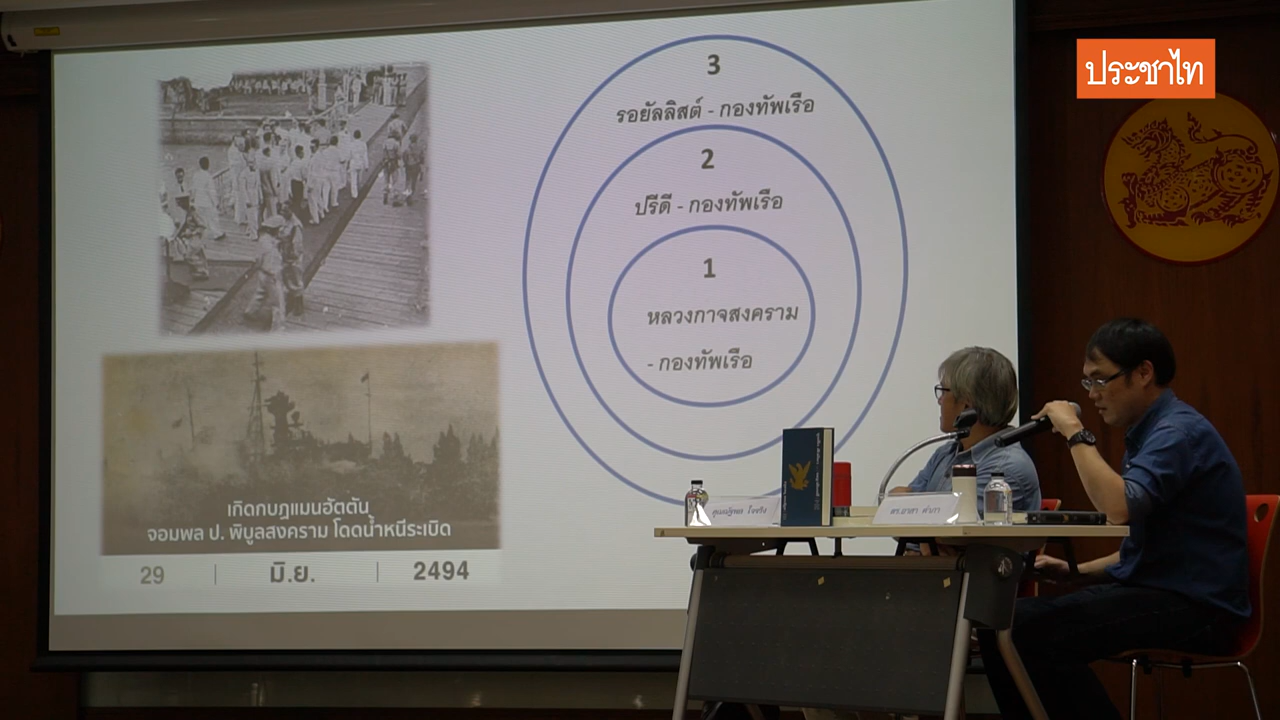 ประชาไท
3
รอยัลลิสต์ - กองทัพเรือ
2
ปรีดี - กองทัพเรือ
1
หลวงกาจสงคราม
- กองทัพเรือ
เกิดกบฏแมนฮัตตัน
จอมพล ป. พิบูลสงคราม โดดน้ำหนีระเบิด
29 | มิ.ย. | 2494